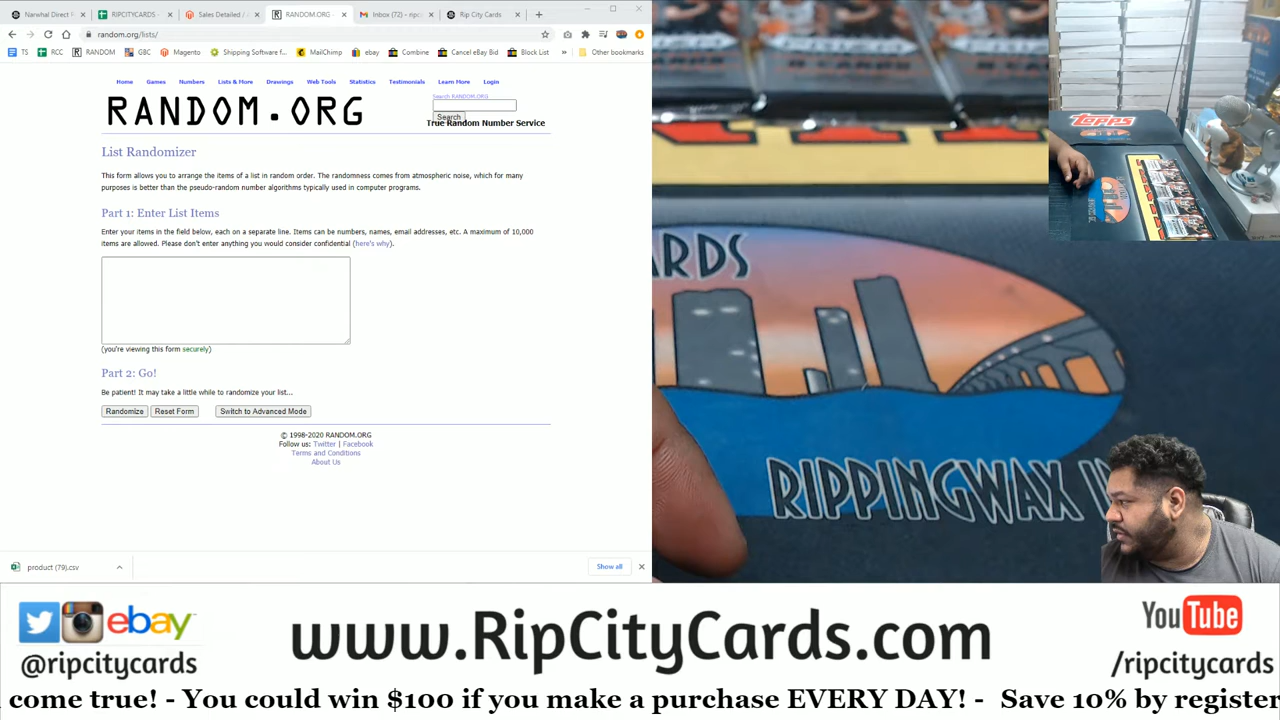 Narwhal Direct R
RIPCITYCARDS -
Sales Detailed / A
RANDOM.ORG -
Inbox (72) - ripc
Rip City Cards
random.org/lists/
TS
RCC
RANDOM
GBC
Magento
Shipping Software f...
MailChimp
ebay
Combine
Cancel eBay Bid
Block List
»
Other bookmarks
Home
Games
Numbers
Lists & More
Drawings
Web Tools
Statistics
Testimonials
Learn More
Login
RANDOM.ORG
Search RANDOM.ORG
Search
True Random Number Service
List Randomizer
This form allows you to arrange the items of a list in random order. The randomness comes from atmospheric noise, which for many
purposes is better than the pseudo-random number algorithms typically used in computer programs.
Part 1: Enter List Items
Enter your items in the field below, each on a separate line. Items can be numbers, names, email addresses, etc. A maximum of 10,000
items are allowed. Please don't enter anything you would consider confidential (here's why).
(you're viewing this form securely)
Part 2: Go!
Be patient! It may take a little while to randomize your list...
Randomize
Reset Form
Switch to Advanced Mode
© 1998-2020 RANDOM.ORG
Follow us: Twitter | Facebook
Terms and Conditions
About Us
product (79).csv
Show all
Topps
ARDS
RIPPINGWAX
ebay
@ripcitycards
www.RipCityCards.com
YouTube
/ripcitycards
come true! - You could win $100 if you make a purchase EVERY DAY! - Save 10% by register